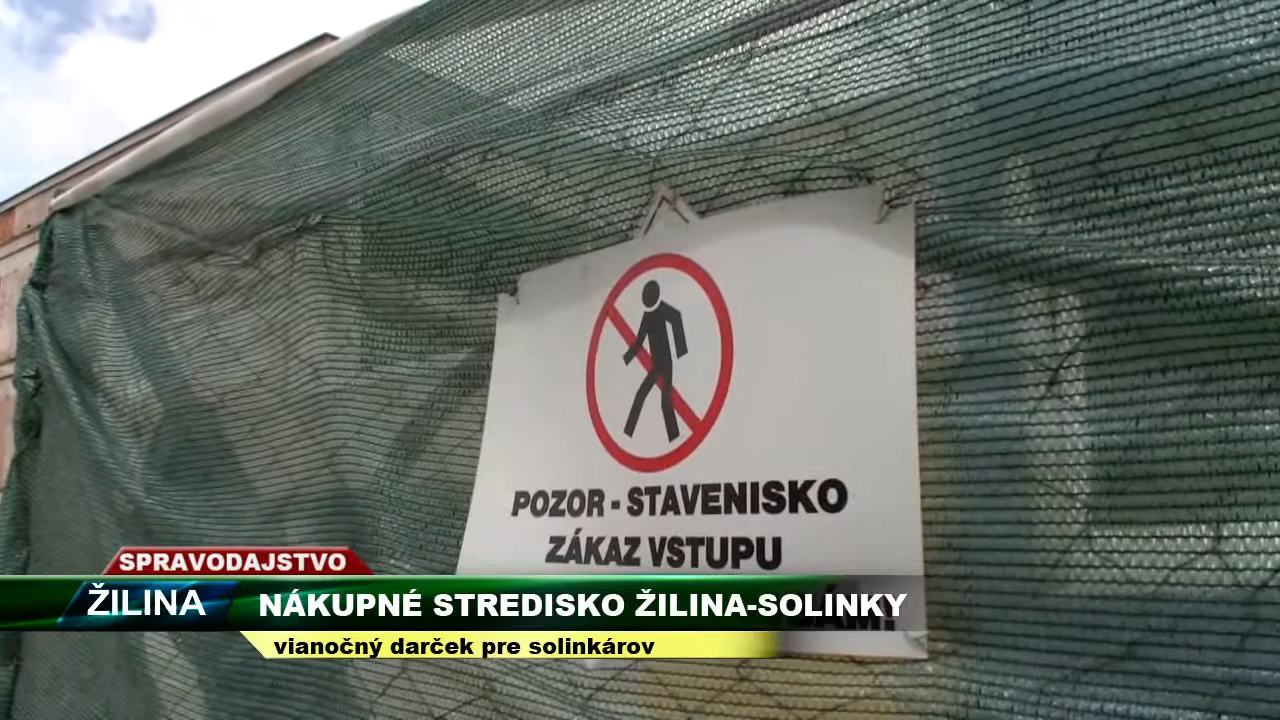 POZOR - STAVENISKO
ZÁKAZ VSTUPU
SPRAVODAJSTVO
ŽILINA
NÁKUPNÉ STREDISKO ŽILINA-SOLINKY
vianočný darček pre solinkárov